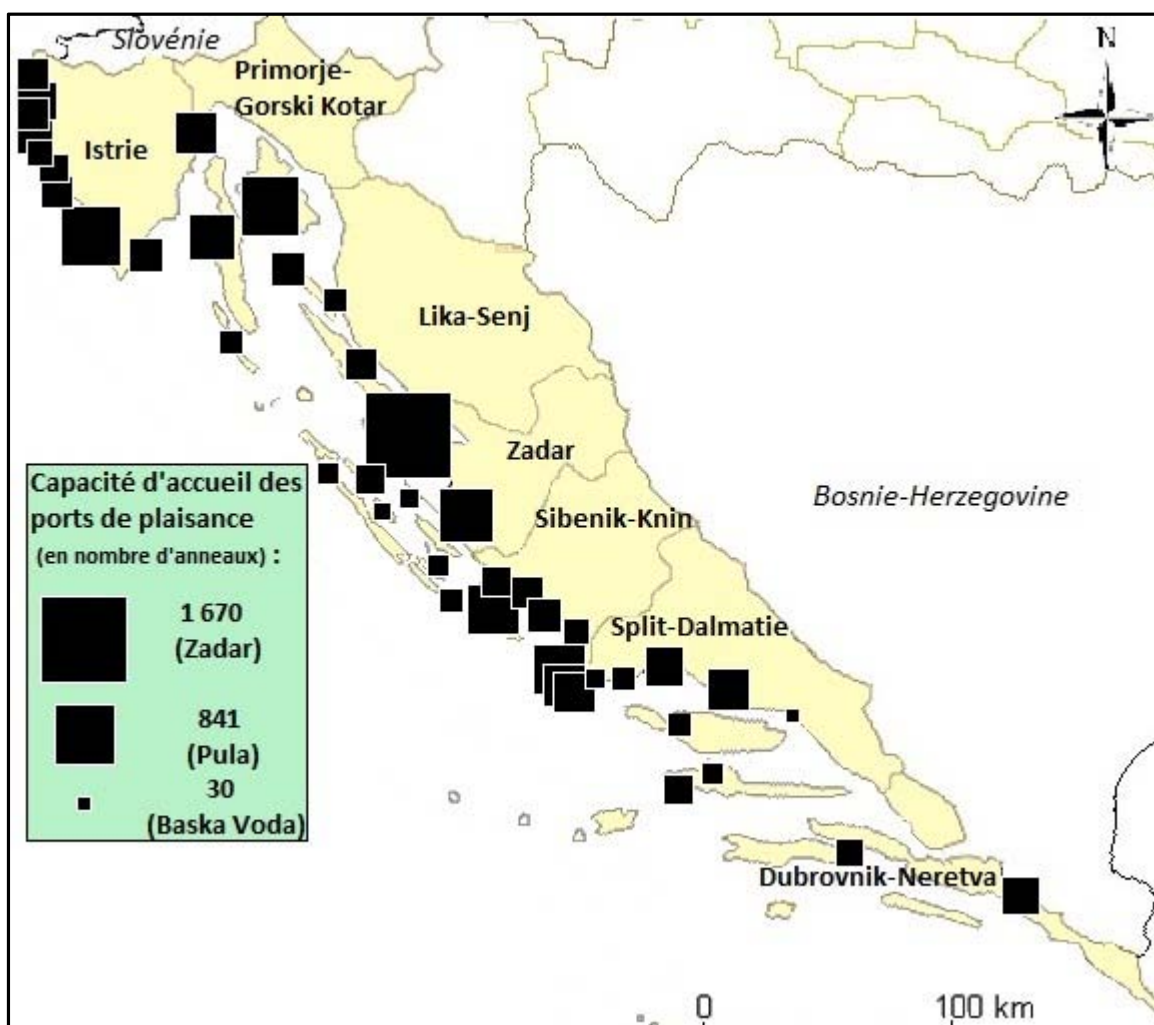 Slovénie
N
Primorje-
Gorski Kotar
Istrie
Lika-Senj
Zadar
Capacité d'accueil des
ports de plaisance
(en nombre d'anneaux) :
1 670
(Zadar)
841
(Pula)
30
(Baska Voda)
Bosnie-Herzegovine
Sibenik-Knin
Split-Dalmatie
Dubrovnik-Neretva
0 100 km